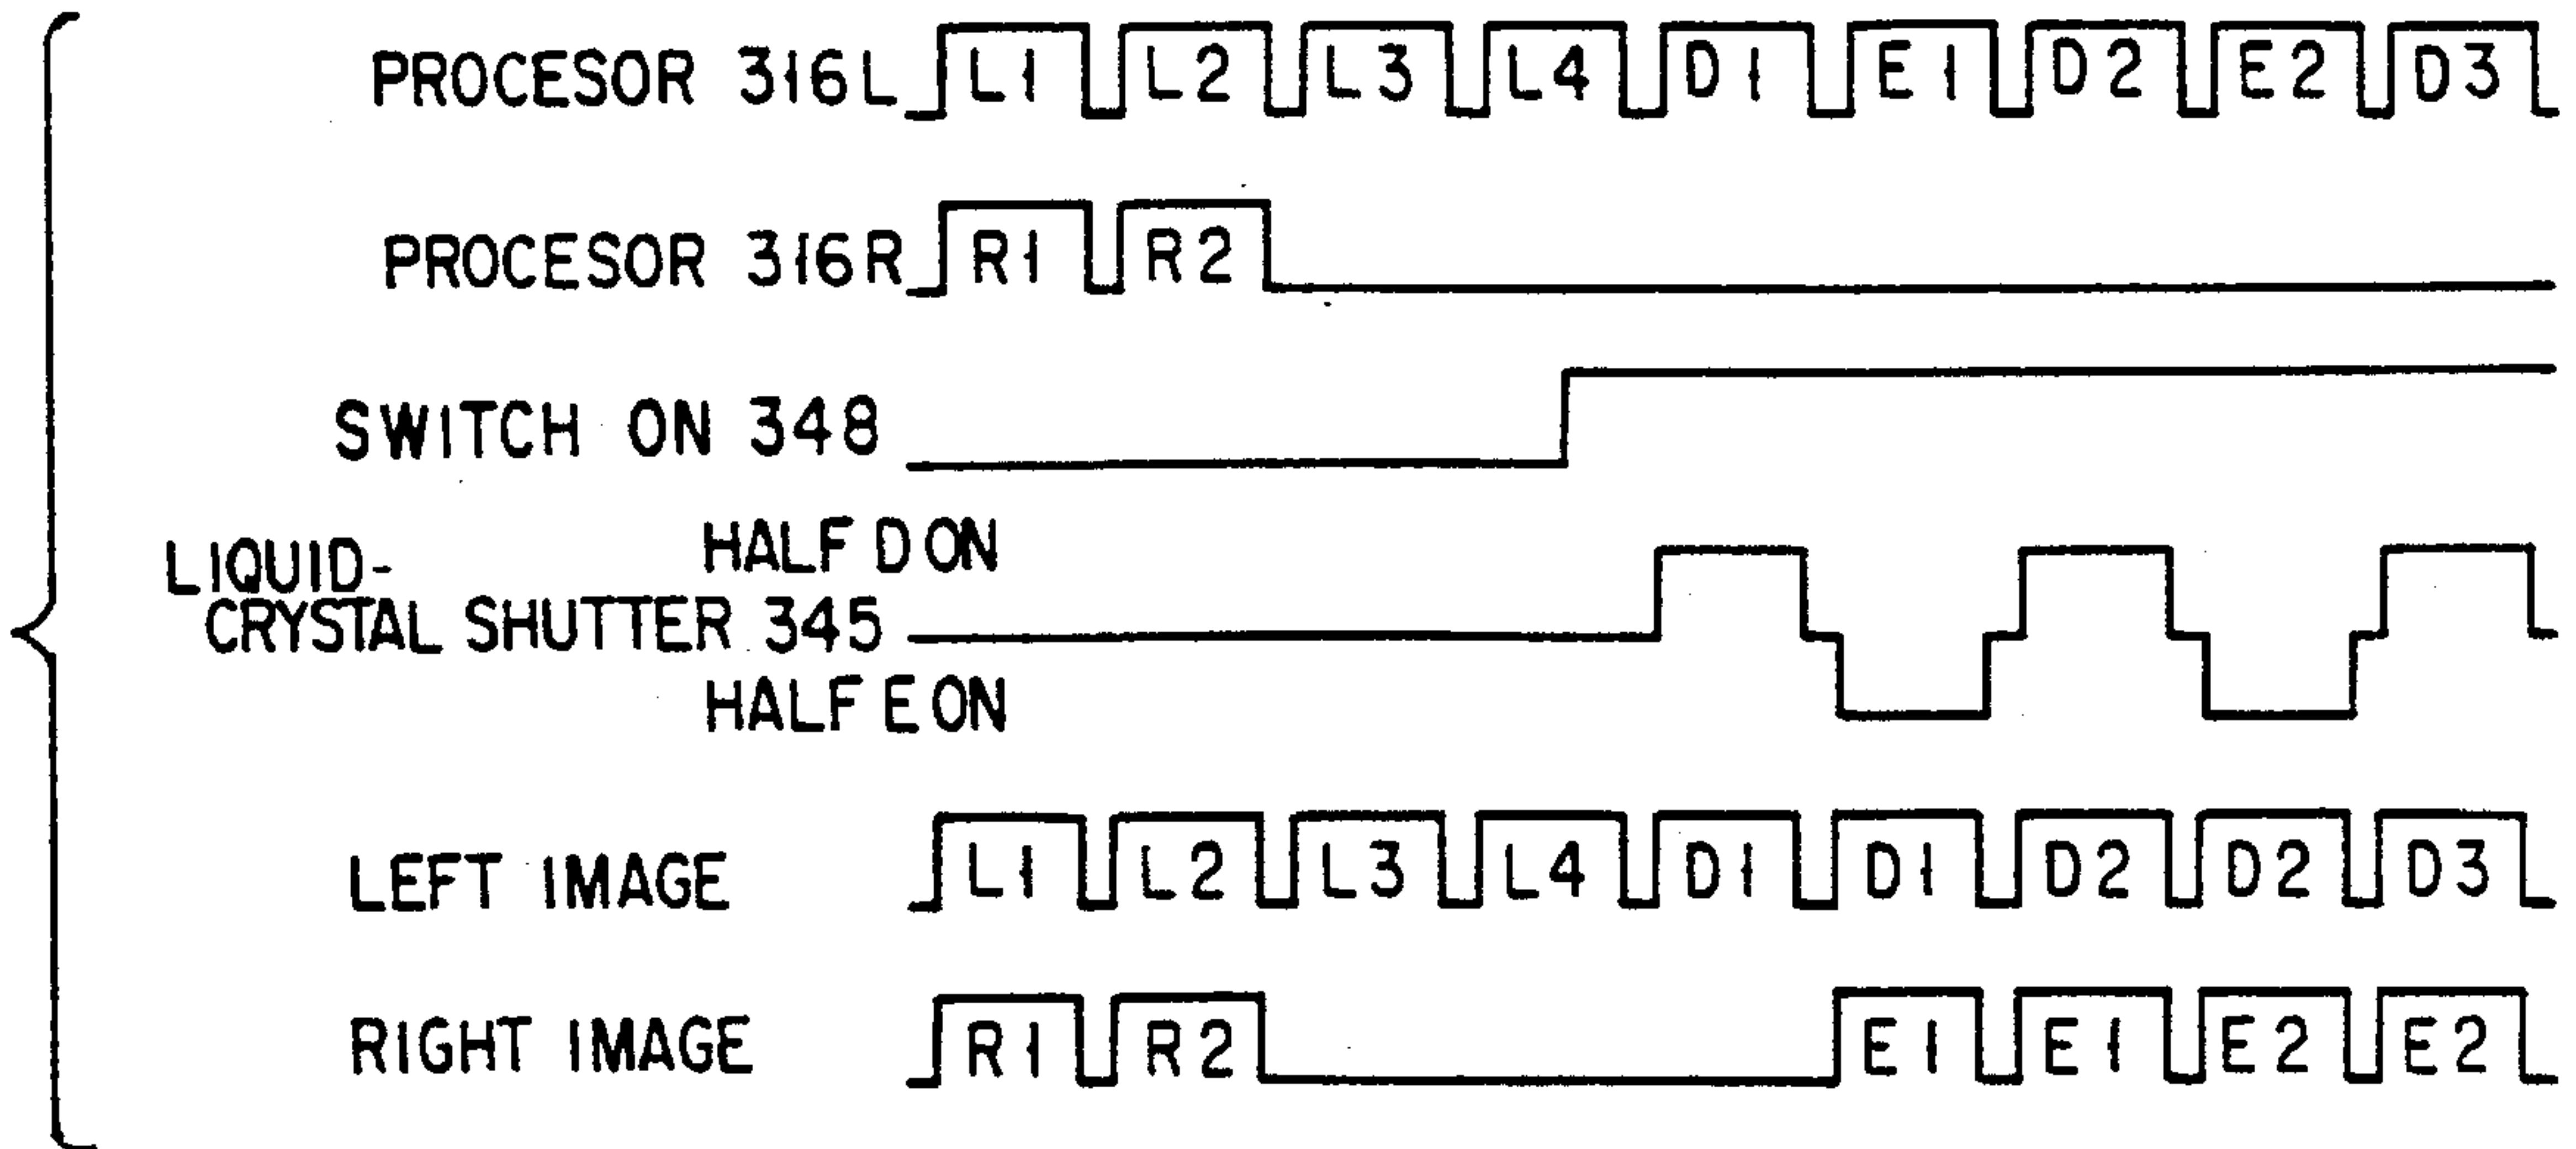 PROCESOR 316L L1 L2 L3 L4 D1 E1 D2 E2 D3
PROCESOR 316R R1 R2
SWITCH ON 348
HALF D ON
LIQUID-
CRYSTAL SHUTTER 345
HALF E ON
LEFT IMAGE L1 L2 L3 L4 D1 D1 D2 D2 D3
RIGHT IMAGE R1 R2 E1 E1 E2 E2